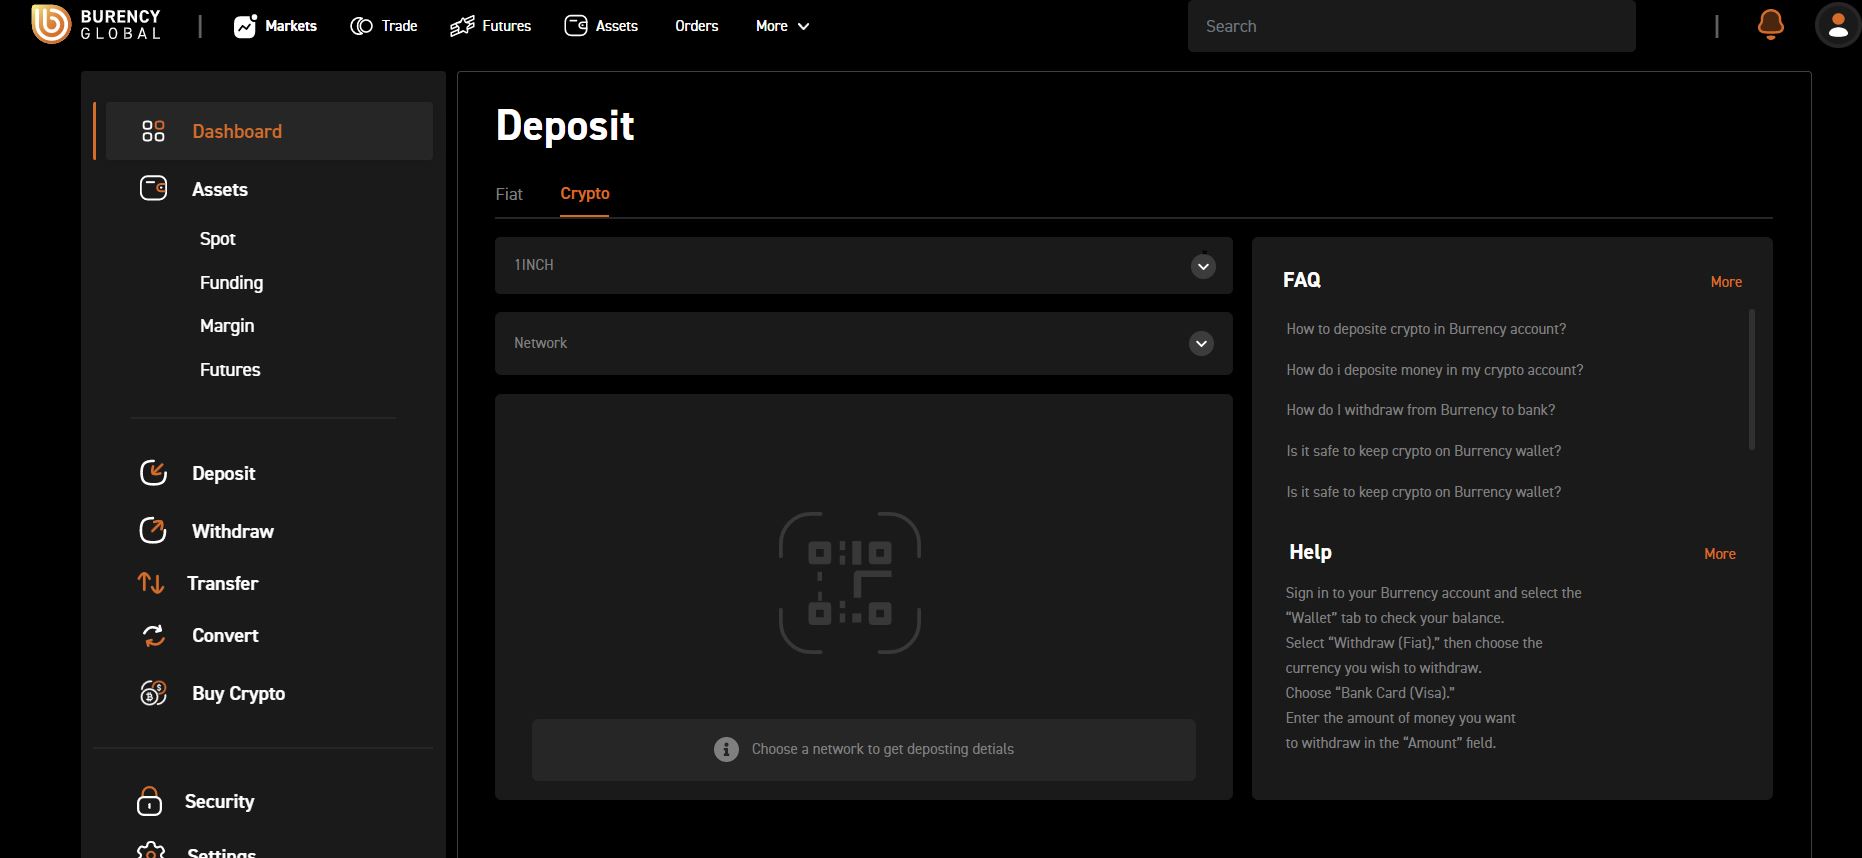 BURENCY
GLOBAL
Markets
Trade
Futures
Assets
Orders
More
Search
Dashboard
Assets
Spot
Funding
Margin
Futures
Deposit
Withdraw
Transfer
Convert
Buy Crypto
Security
Settings
Deposit
Fiat
Crypto
1INCH
Network
Choose a network to get deposting detials
FAQ
More
How to deposite crypto in Burrency account?
How do i deposite money in my crypto account?
How do I withdraw from Burrency to bank?
Is it safe to keep crypto on Burrency wallet?
Is it safe to keep crypto on Burrency wallet?
Help
More
Sign in to your Burrency account and select the
“Wallet” tab to check your balance.
Select “Withdraw (Fiat),” then choose the
currency you wish to withdraw.
Choose “Bank Card (Visa).”
Enter the amount of money you want
to withdraw in the “Amount” field.